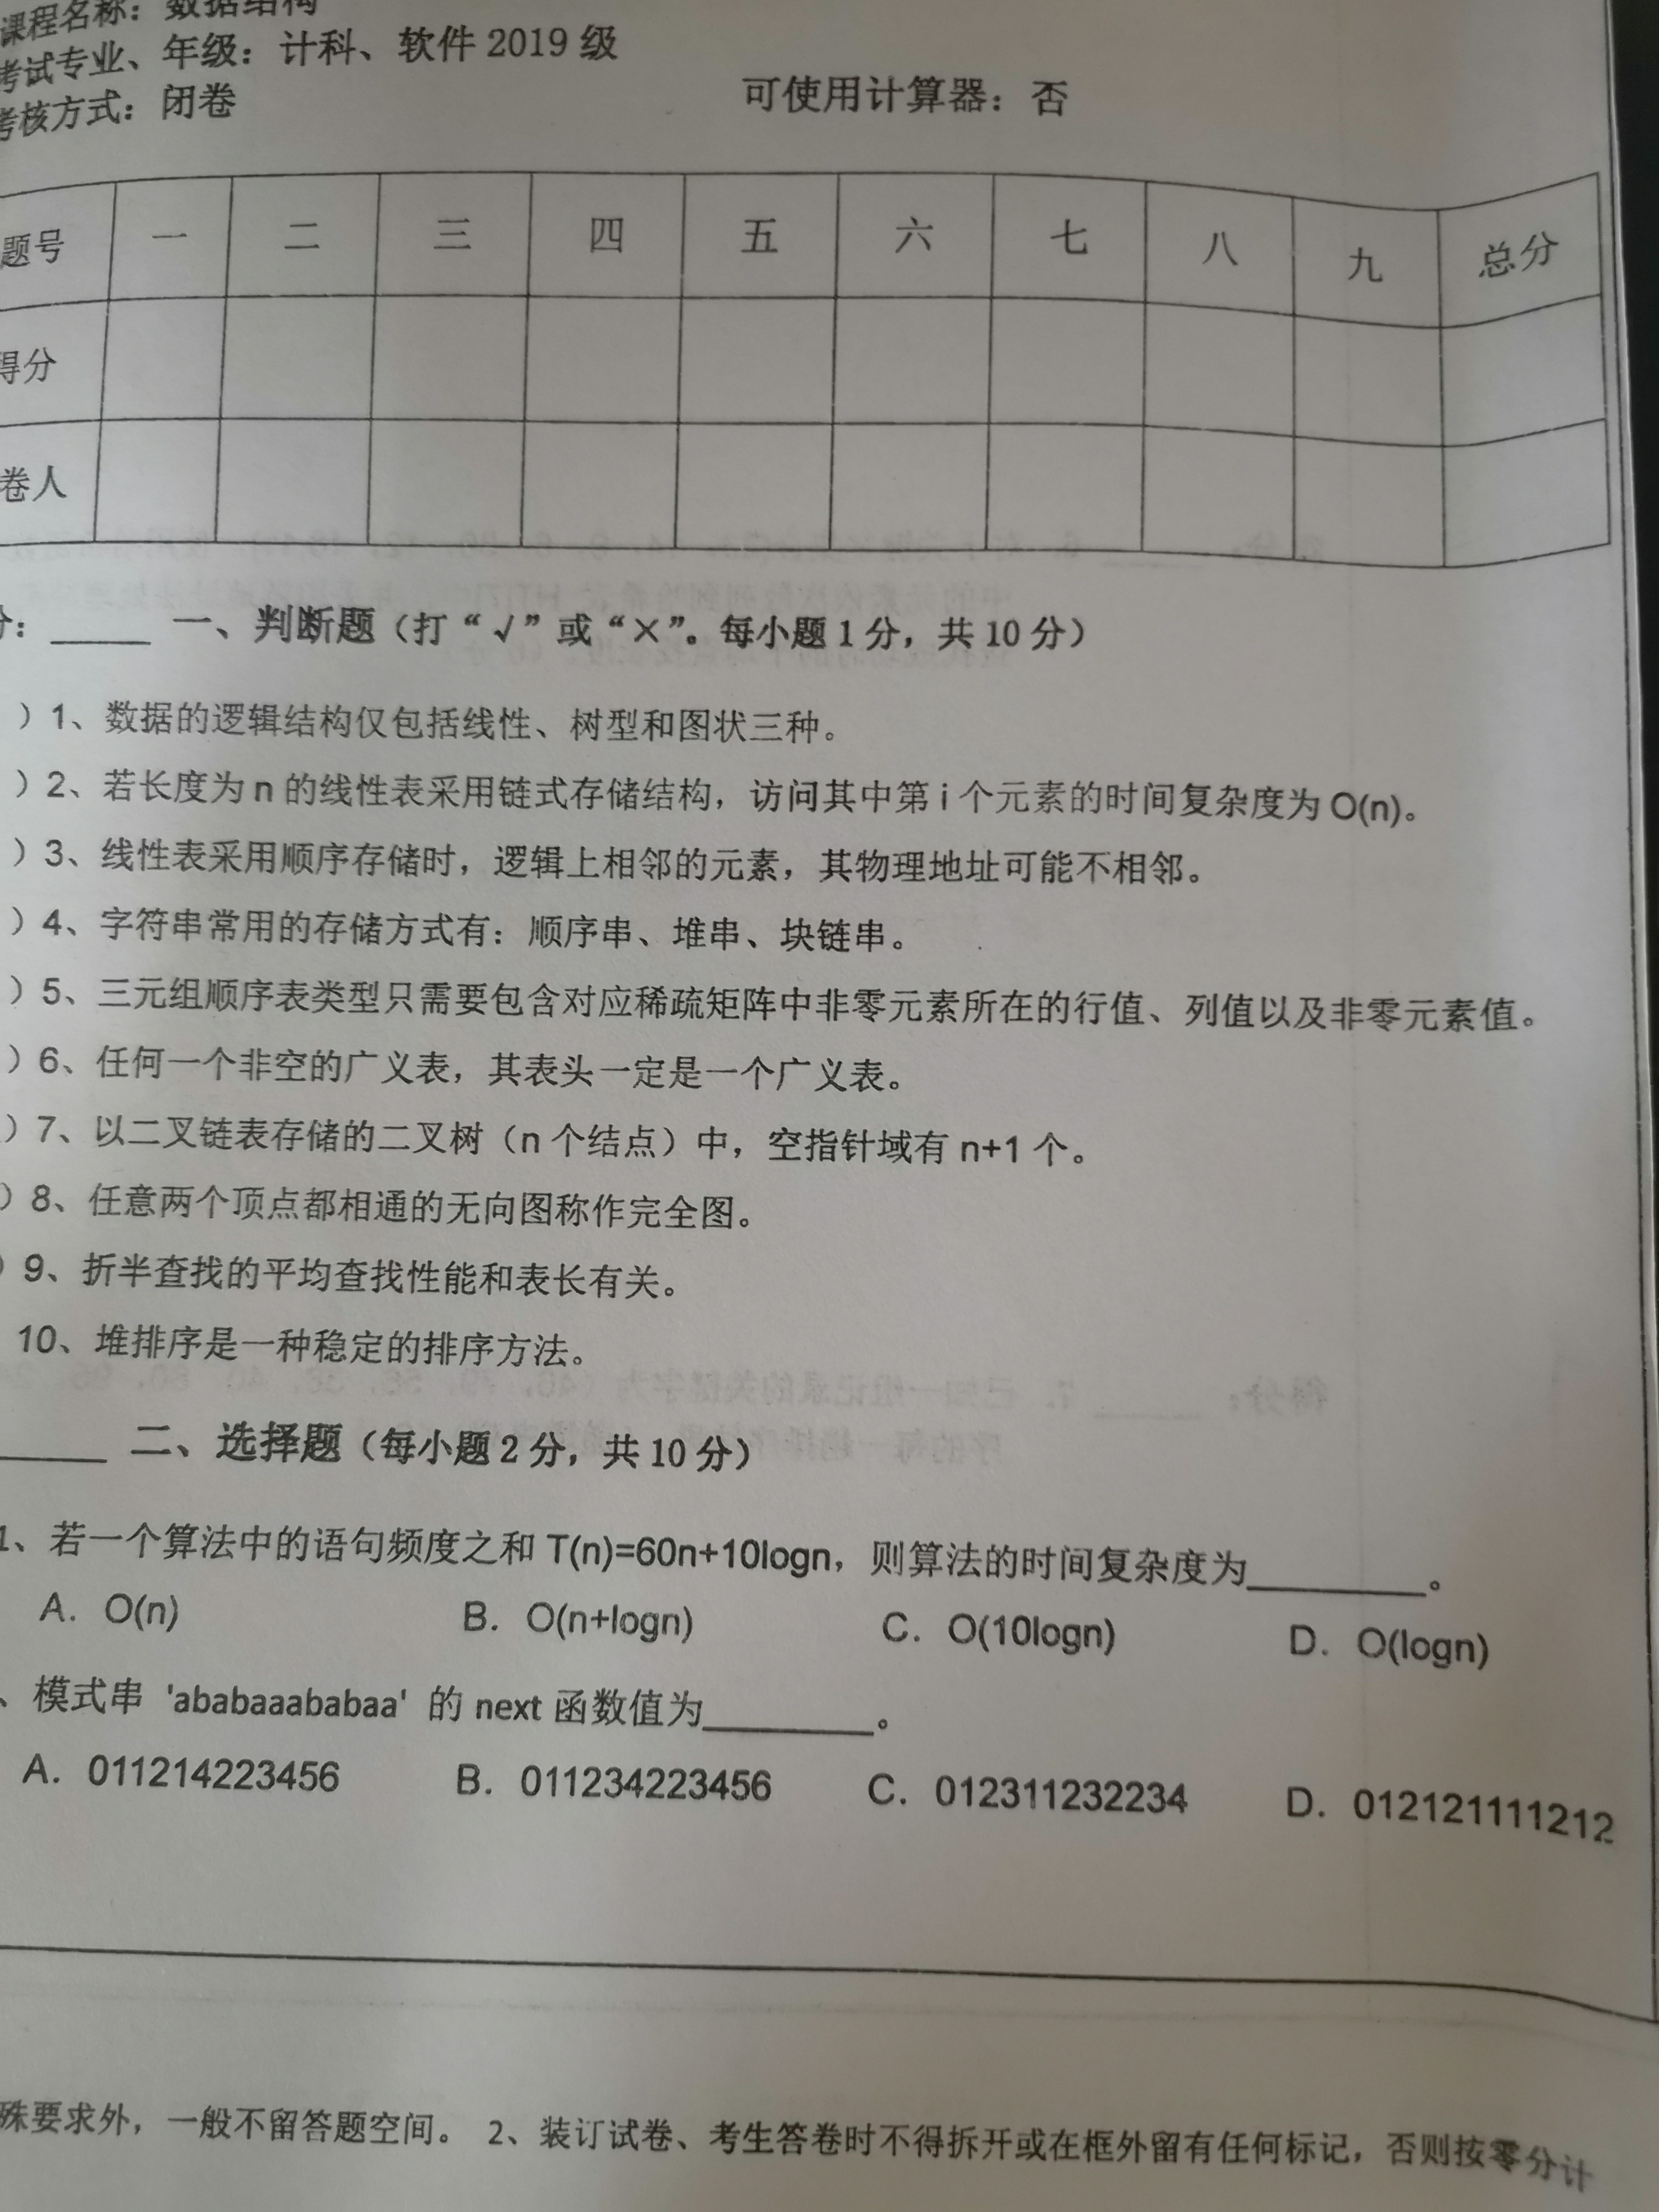 课程名称：数据结构
考试专业、年级：计科、软件 2019 级
考核方式：闭卷
可使用计算器：否
题号 一 二 三 四 五 六 七 八 九 总分
得分
卷人
分：_____ 一、判断题（打“√”或“×”。每小题 1 分，共 10 分）
）1、数据的逻辑结构仅包括线性、树型和图状三种。
）2、若长度为 n 的线性表采用链式存储结构，访问其中第 i 个元素的时间复杂度为 O(n)。
）3、线性表采用顺序存储时，逻辑上相邻的元素，其物理地址可能不相邻。
）4、字符串常用的存储方式有：顺序串、堆串、块链串。
）5、三元组顺序表类型只需要包含对应稀疏矩阵中非零元素所在的行值、列值以及非零元素值。
）6、任何一个非空的广义表，其表头一定是一个广义表。
）7、以二叉链表存储的二叉树（n 个结点）中，空指针域有 n+1 个。
）8、任意两个顶点都相通的无向图称作完全图。
）9、折半查找的平均查找性能和表长有关。
10、堆排序是一种稳定的排序方法。
_____ 二、选择题（每小题 2 分，共 10 分）
1、若一个算法中的语句频度之和 T(n)=60n+10logn，则算法的时间复杂度为_________。
A. O(n) B. O(n+logn) C. O(10logn) D. O(logn)
、模式串 'ababaaababaa' 的 next 函数值为_________。
A. 011214223456 B. 011234223456 C. 012311232234 D. 012121111212
殊要求外，一般不留答题空间。 2、装订试卷、考生答卷时不得拆开或在框外留有任何标记，否则按零分计